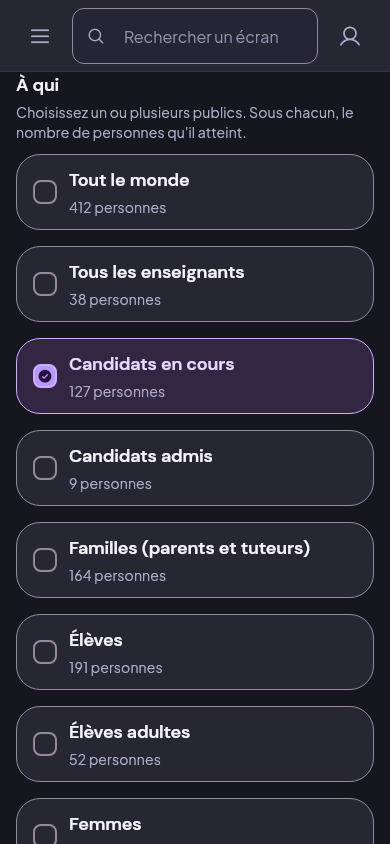 Rechercher un écran
À qui
Choisissez un ou plusieurs publics. Sous chacun, le
nombre de personnes qu'il atteint.
Tout le monde
412 personnes
Tous les enseignants
38 personnes
Candidats en cours
127 personnes
Candidats admis
9 personnes
Familles (parents et tuteurs)
164 personnes
Élèves
191 personnes
Élèves adultes
52 personnes
Femmes